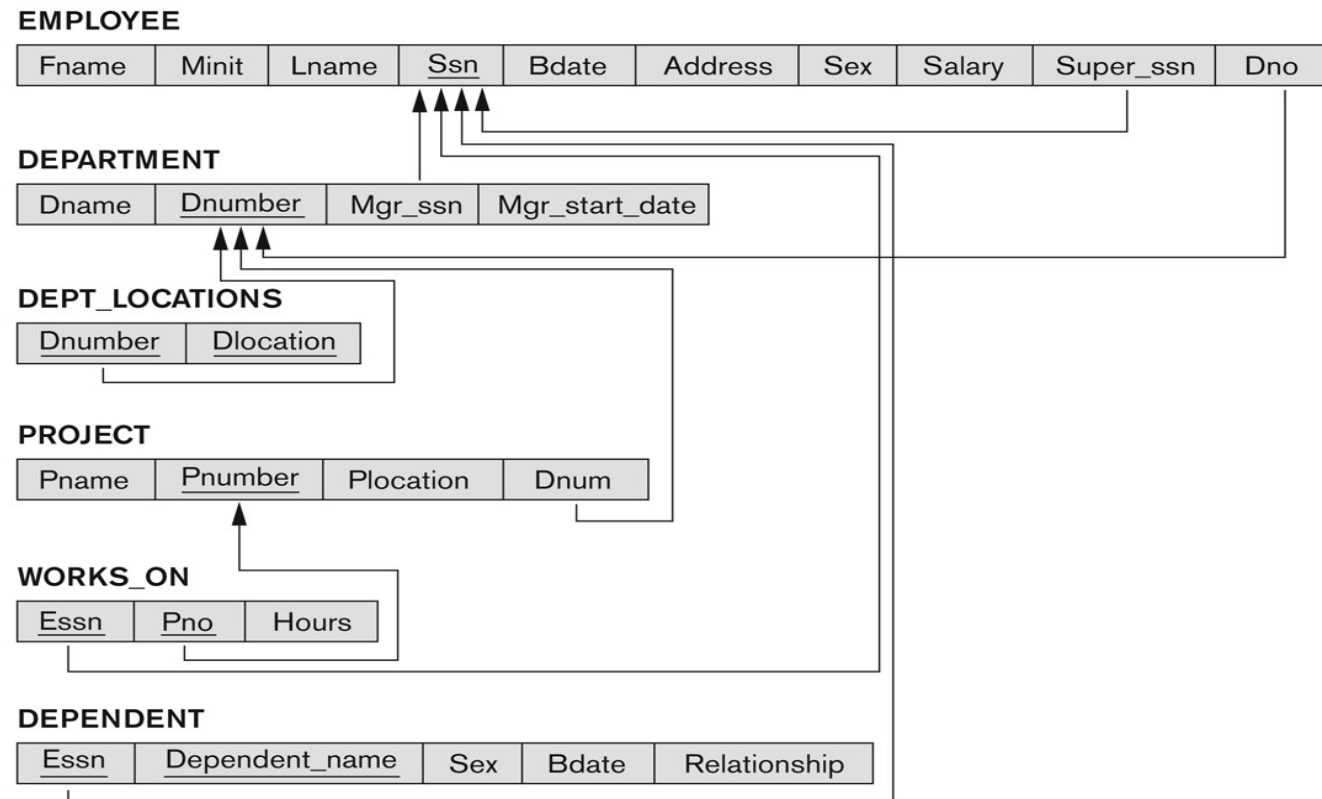 EMPLOYEE
Fname Minit Lname Ssn Bdate Address Sex Salary Super_ssn Dno
DEPARTMENT
Dname Dnumber Mgr_ssn Mgr_start_date
DEPT_LOCATIONS
Dnumber Dlocation
PROJECT
Pname Pnumber Plocation Dnum
WORKS_ON
Essn Pno Hours
DEPENDENT
Essn Dependent_name Sex Bdate Relationship